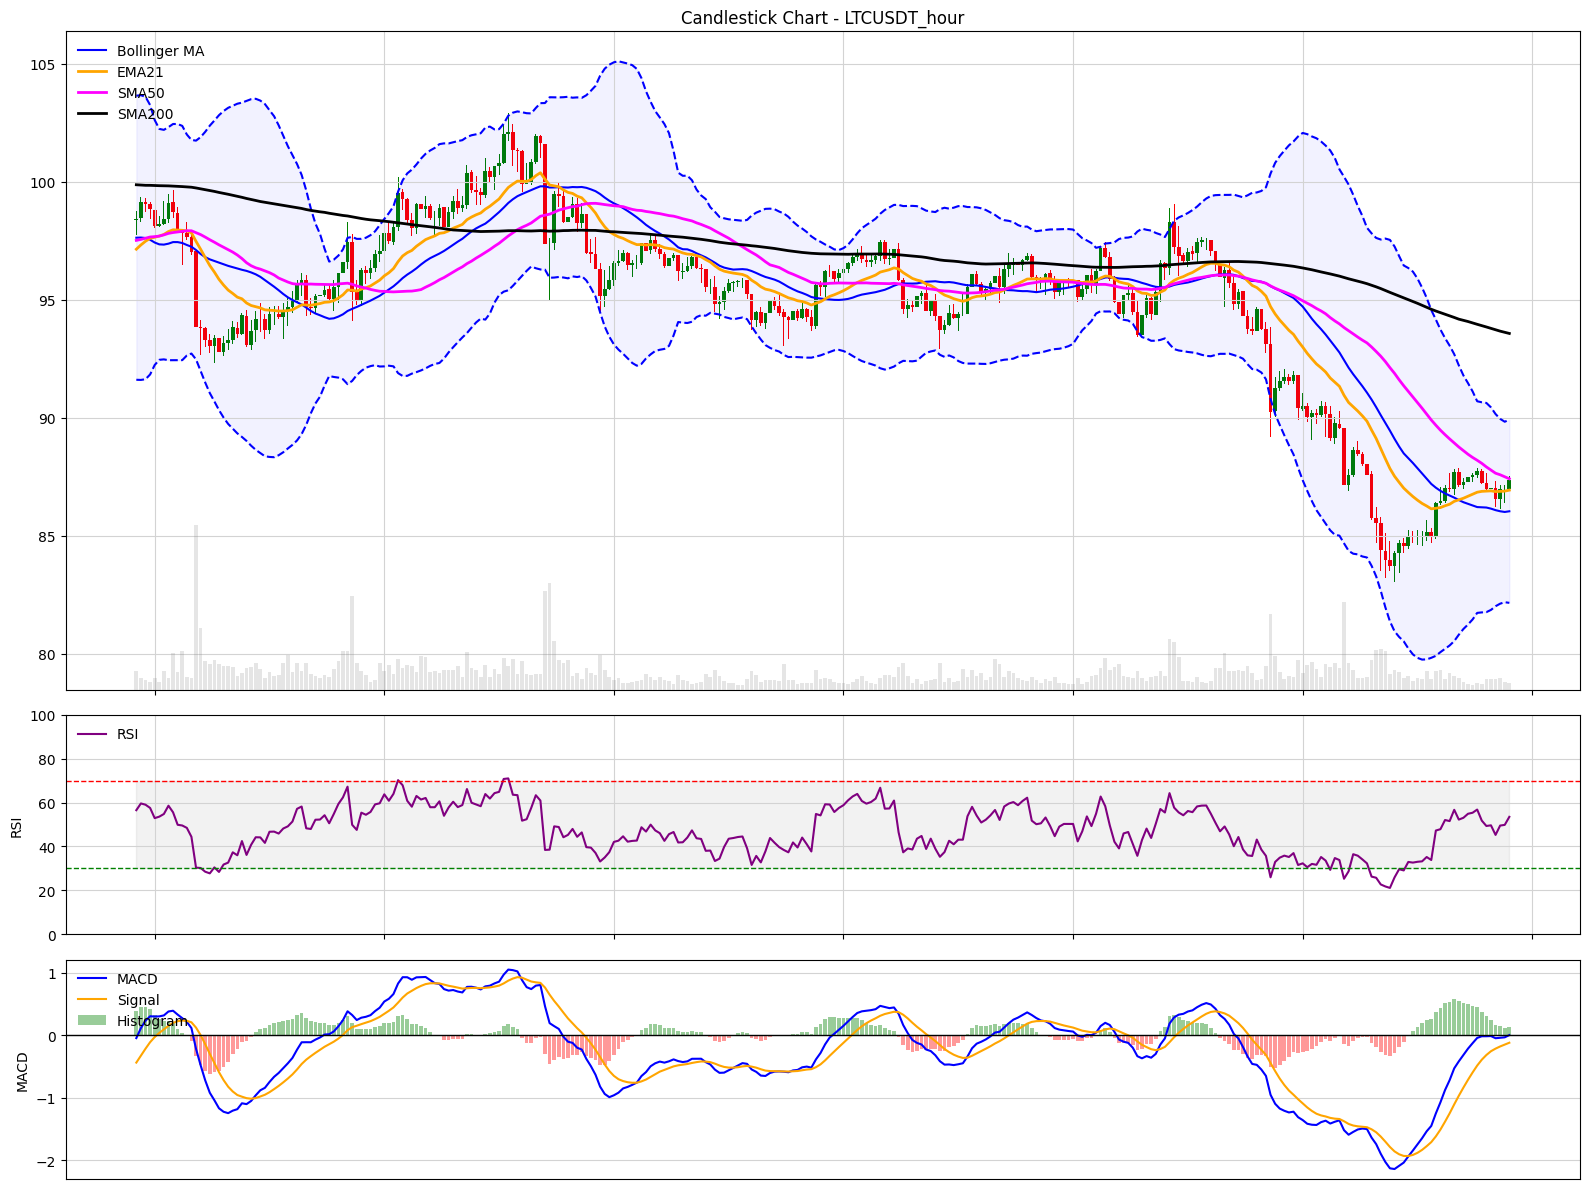 Candlestick Chart - LTCUSDT_hour
Bollinger MA
EMA21
SMA50
SMA200
105
100
95
90
85
80
RSI
RSI
100
80
60
40
20
0
MACD
Signal
Histogram
MACD
1
0
−1
−2